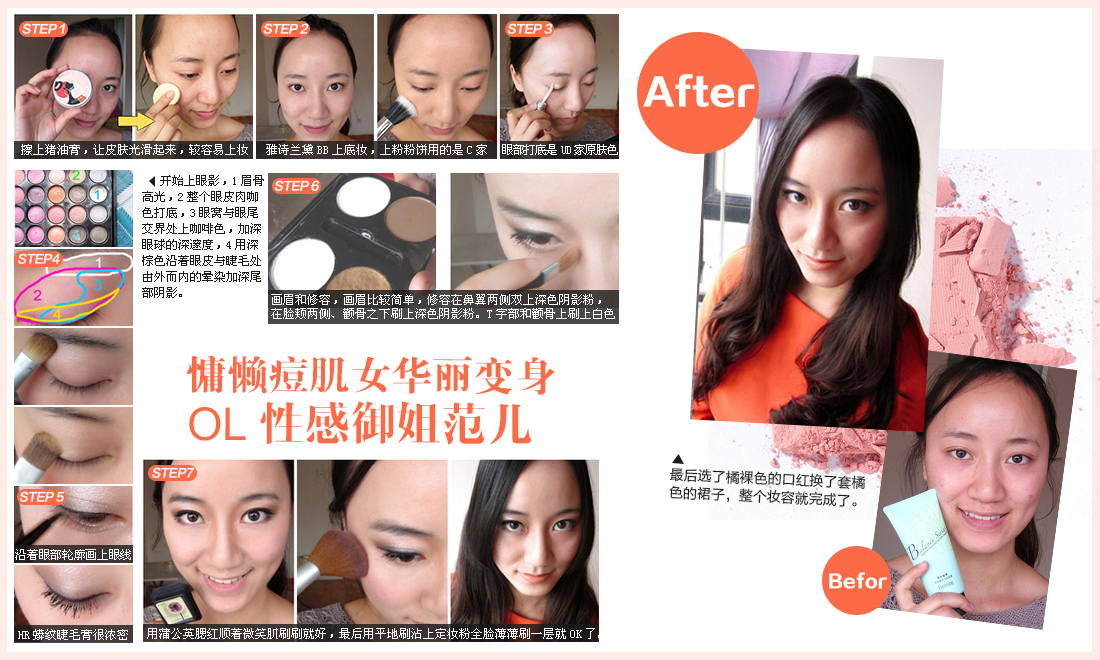 STEP 1
擦上猪油膏，让皮肤光滑起来，较容易上妆
STEP 2
雅诗兰黛 BB 上底妆，上粉粉饼用的是 C 家
STEP 3
眼部打底是 UD 家原肤色
2
1
3
◀ 开始上眼影，1 眉骨
高光，2 整个眼皮肉咖
色打底，3 眼窝与眼尾
交界处上咖啡色，加深
眼球的深邃度，4 用深
棕色沿着眼皮与睫毛处
由外而内的晕染加深尾
部阴影。
STEP4
1
2
3
4
STEP 5
沿着眼部轮廓画上眼线
HR 蟒纹睫毛膏很浓密
STEP 6
画眉和修容，画眉比较简单，修容在鼻翼两侧双上深色阴影粉，
在脸颊两侧、颧骨之下刷上深色阴影粉。T 字部和颧骨上刷上白色
慵懒痘肌女华丽变身
OL 性感御姐范儿
STEP7
用蒲公英腮红顺着微笑肌刷刷就好，最后用平地刷沾上定妆粉全脸薄薄刷一层就 OK 了.
After
▲
最后选了橘裸色的口红换了套橘
色的裙子，整个妆容就完成了。
Befor